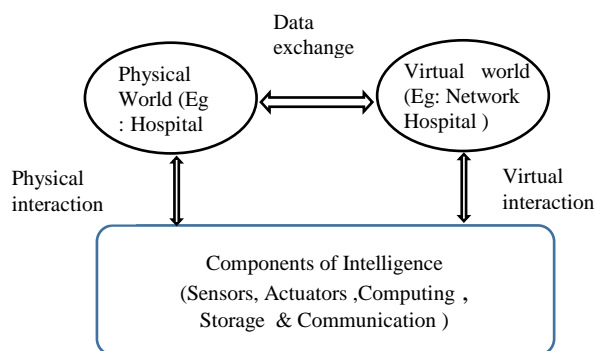 Data
exchange
Physical
World (Eg
: Hospital
Virtual world
(Eg: Network
Hospital )
Physical
interaction
Virtual
interaction
Components of Intelligence
(Sensors, Actuators ,Computing ,
Storage & Communication )